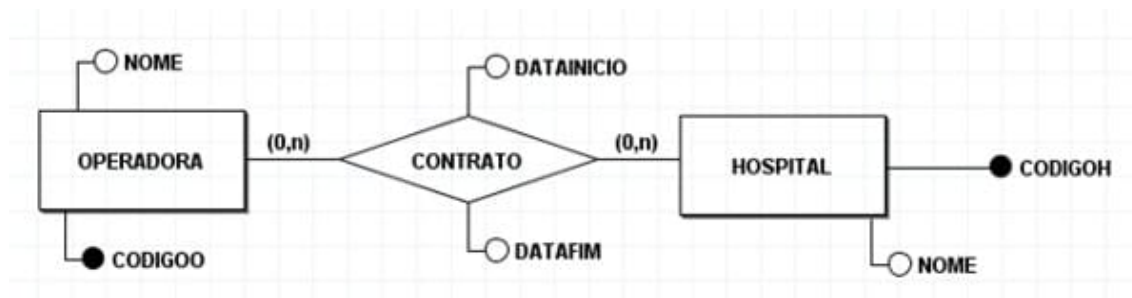 NOME
DATAINICIO
OPERADORA
(0,n)
CONTRATO
(0,n)
HOSPITAL
CODIGOH
CODIGOO
DATAFIM
NOME